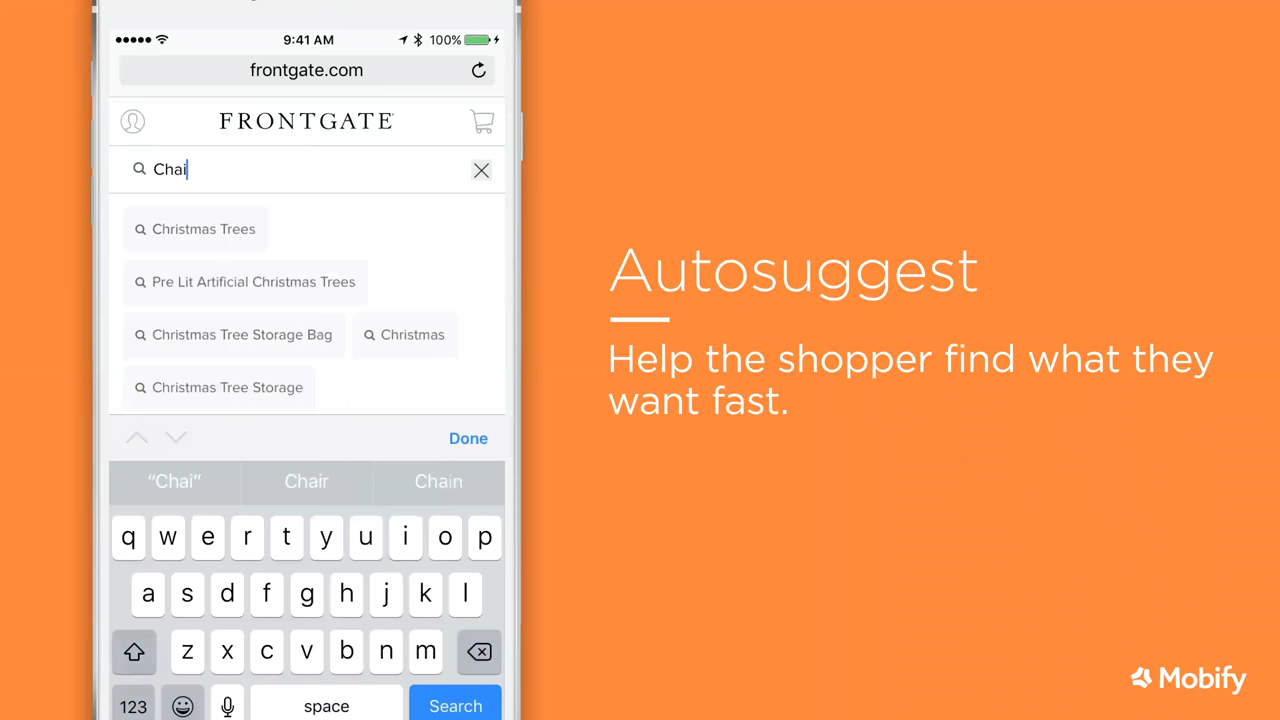 9:41 AM
100%
frontgate.com
FRONTGATE
Chai
Christmas Trees
Pre Lit Artificial Christmas Trees
Christmas Tree Storage Bag
Christmas
Christmas Tree Storage
Done
“Chai”
Chair
Chain
q w e r t y u i o p
a s d f g h j k l
z x c v b n m
123
space
Search
Autosuggest
Help the shopper find what they
want fast.
Mobify